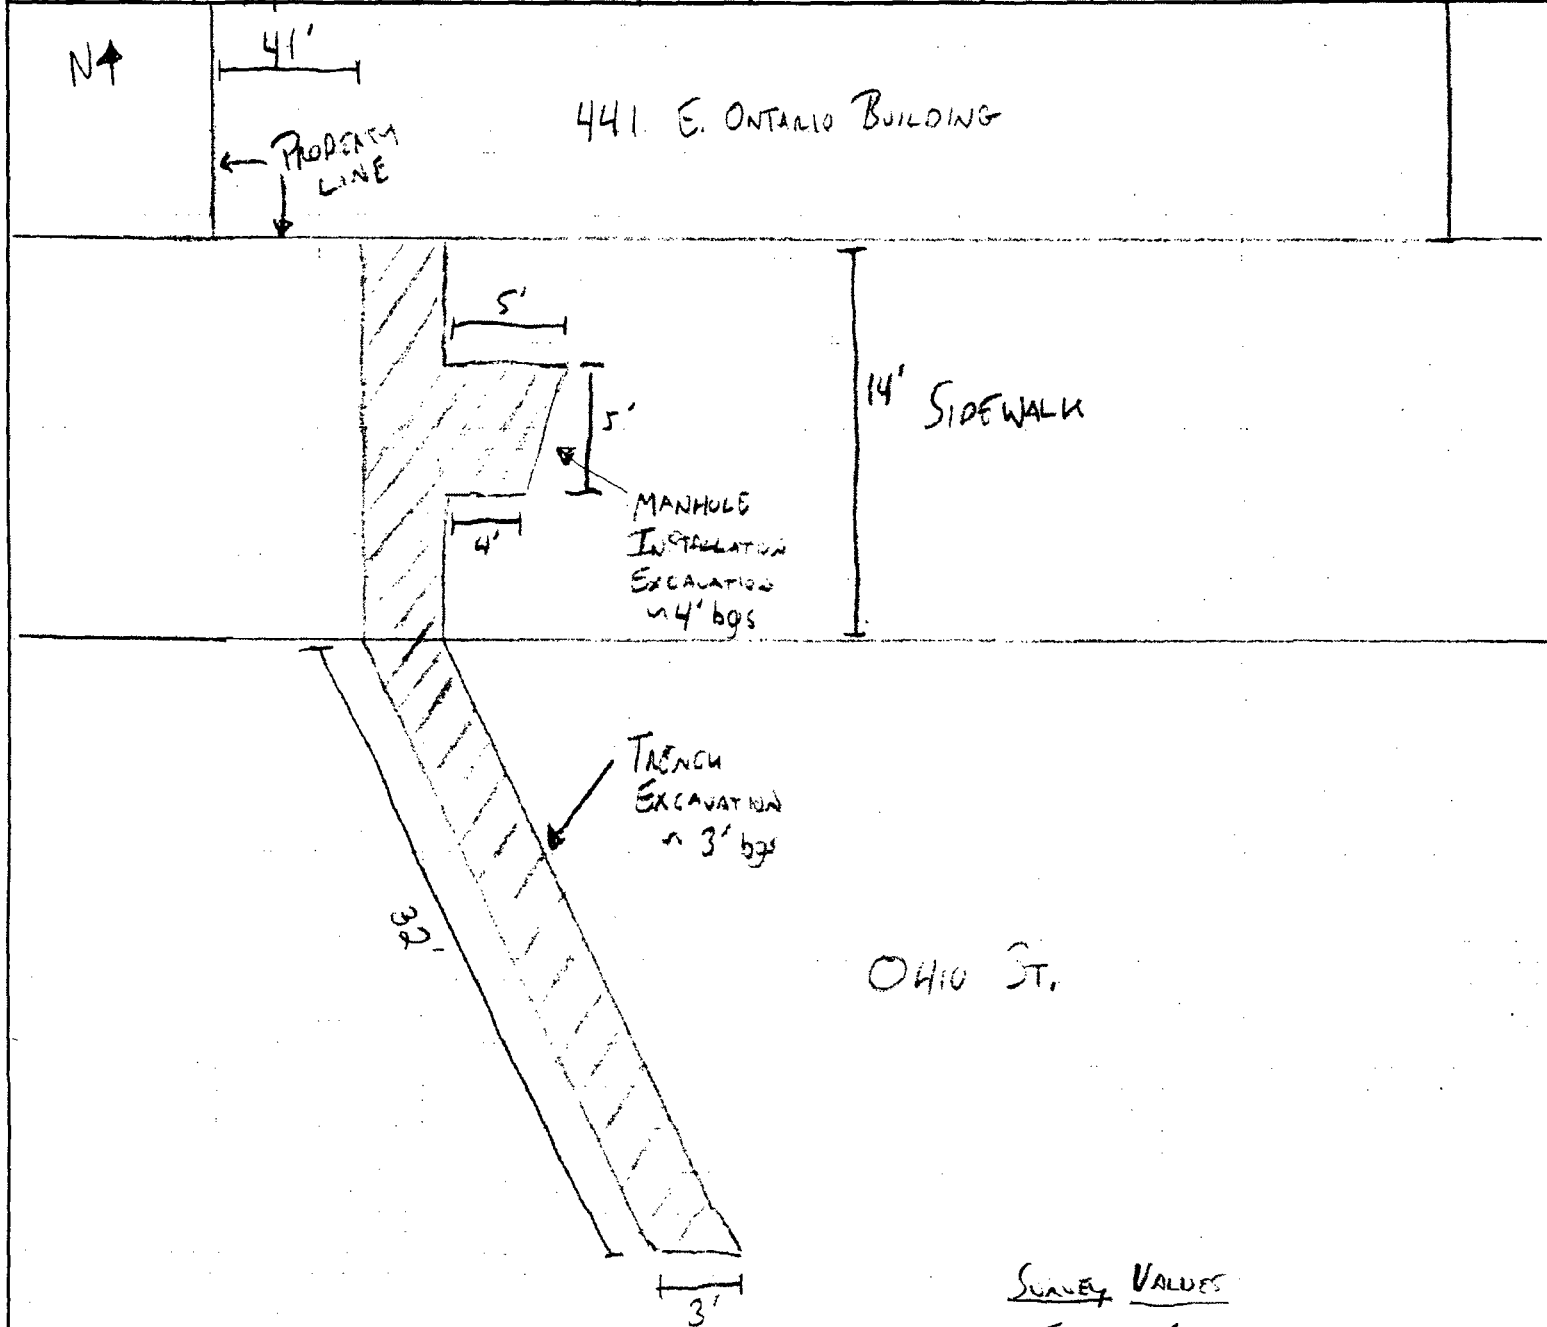 N
41'
441 E. ONTARIO BUILDING
PROPERTY
LINE
5'
5'
4'
MANHOLE
INSTALLATION
EXCAVATION
~ 4' bgs
14' SIDEWALK
TRENCH
EXCAVATION
~ 3' bgs
32'
OHIO ST.
3'
SURVEY VALUES